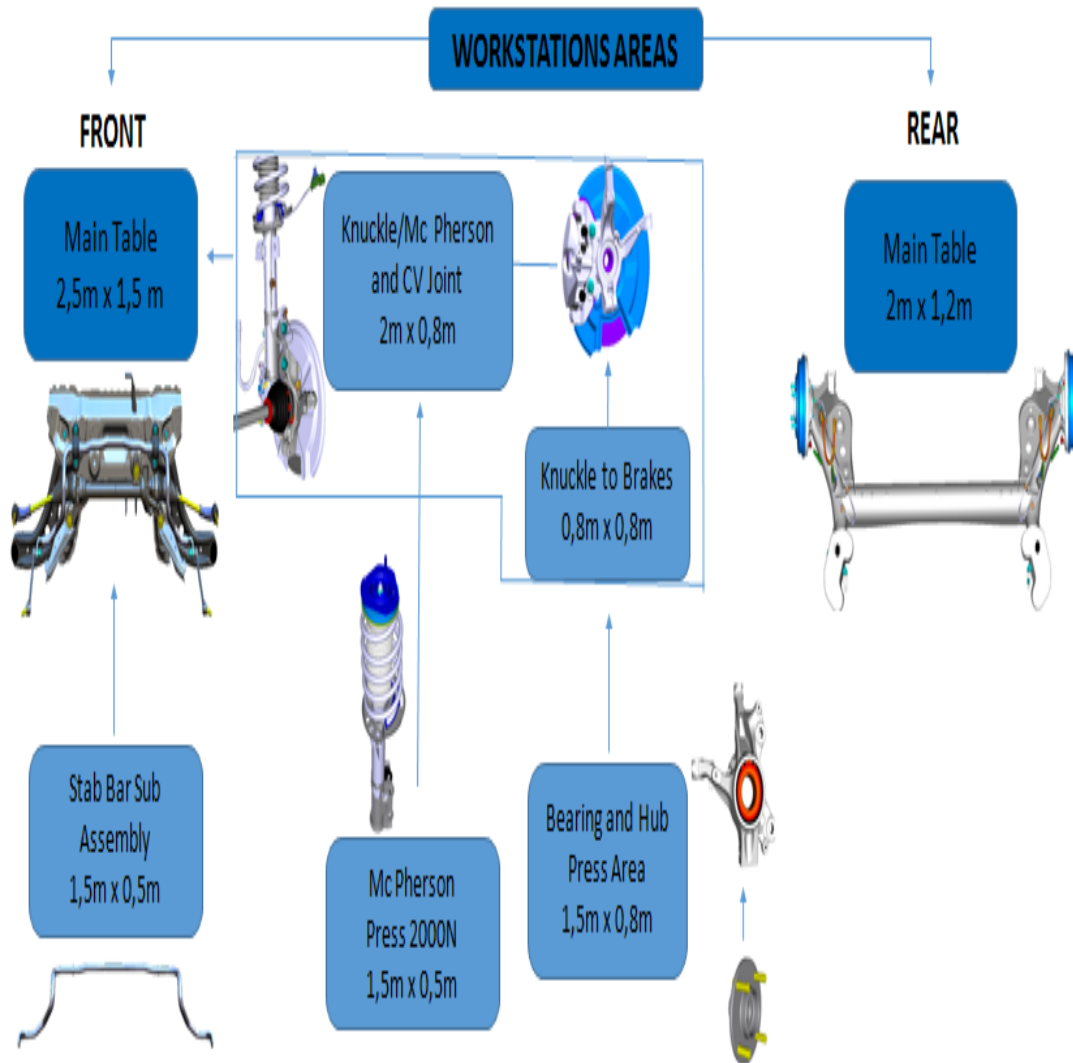 WORKSTATIONS AREAS
FRONT
REAR
Main Table
2,5m x 1,5 m
Knuckle/Mc Pherson
and CV Joint
2m x 0,8m
Main Table
2m x 1,2m
Knuckle to Brakes
0,8m x 0,8m
Stab Bar Sub
Assembly
1,5m x 0,5m
Mc Pherson
Press 2000N
1,5m x 0,5m
Bearing and Hub
Press Area
1,5m x 0,8m